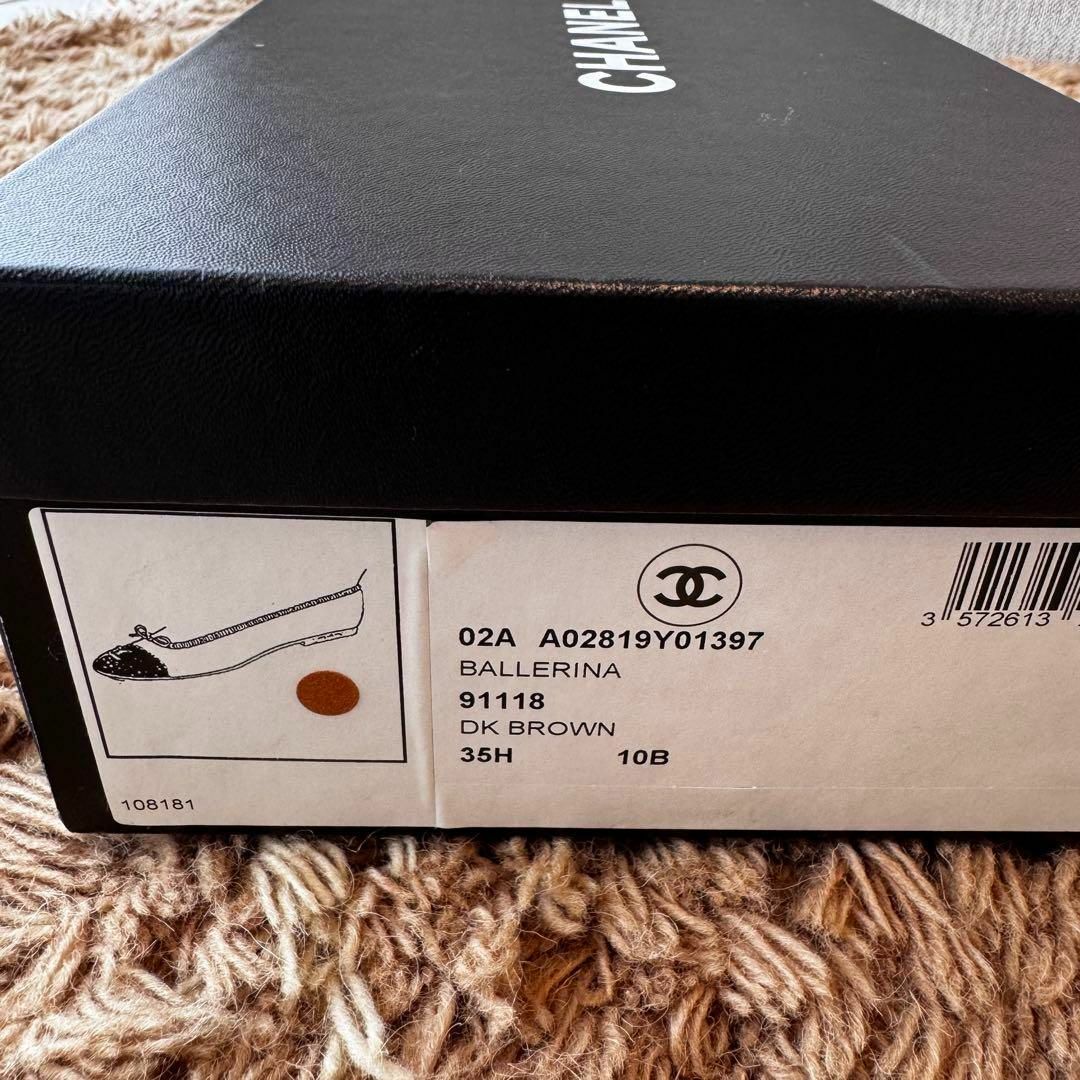 CHANEL
3 572613
02A A02819Y01397
BALLERINA
91118
DK BROWN
35H 10B
108181